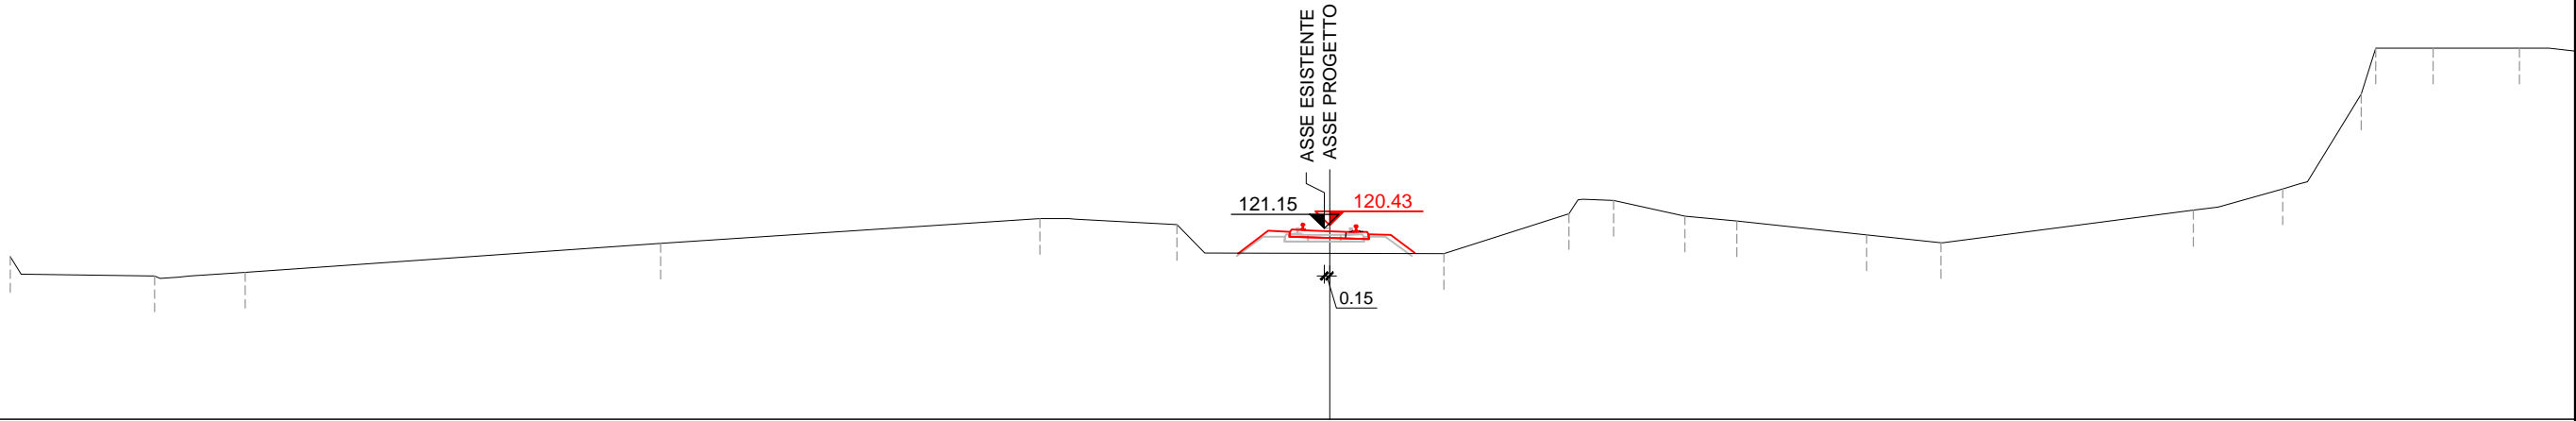 ASSE ESISTENTE
ASSE PROGETTO
121.15
120.43
0.15